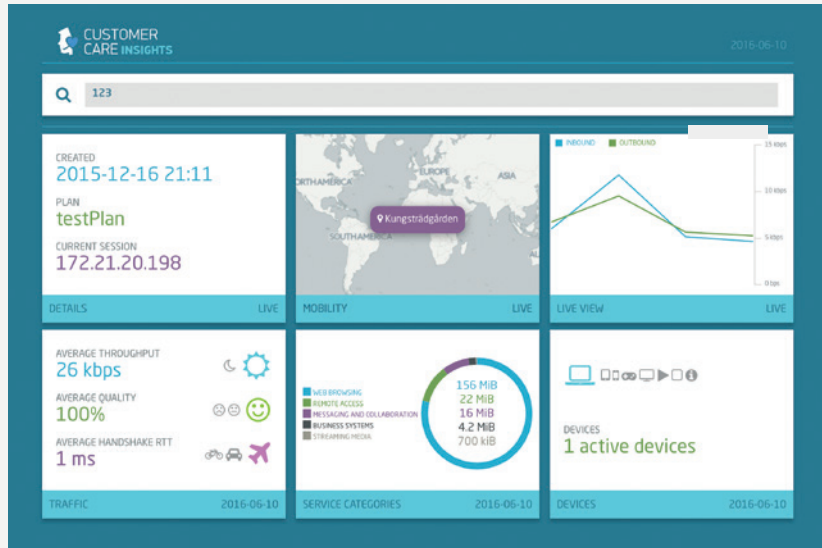 CUSTOMER
CARE INSIGHTS
2016-06-10
123
CREATED
2015-12-16 21:11
PLAN
testPlan
CURRENT SESSION
172.21.20.198
DETAILS
LIVE
NORTH AMERICA
EUROPE
ASIA
Kungsträdgården
SOUTH AMERICA
MOBILITY
LIVE
INBOUND
OUTBOUND
15 kbps
10 kbps
5 kbps
0 bps
LIVE VIEW
LIVE
AVERAGE THROUGHPUT
26 kbps
AVERAGE QUALITY
100%
AVERAGE HANDSHAKE RTT
1 ms
TRAFFIC
2016-06-10
WEB BROWSING
REMOTE ACCESS
MESSAGING AND COLLABORATION
BUSINESS SYSTEMS
STREAMING MEDIA
156 MiB
22 MiB
16 MiB
4.2 MiB
700 kiB
SERVICE CATEGORIES
2016-06-10
DEVICES
1 active devices
DEVICES
2016-06-10